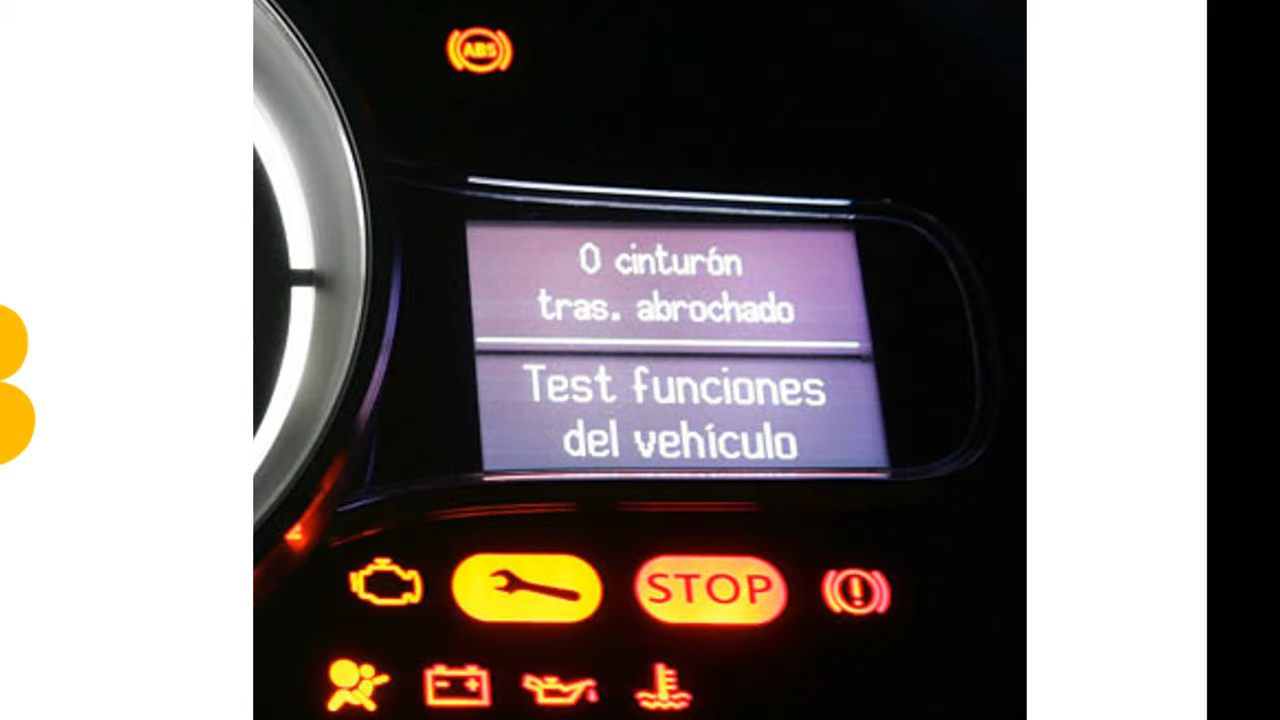 ABS
0 cinturón
tras. abrochado
Test funciones
del vehículo
STOP